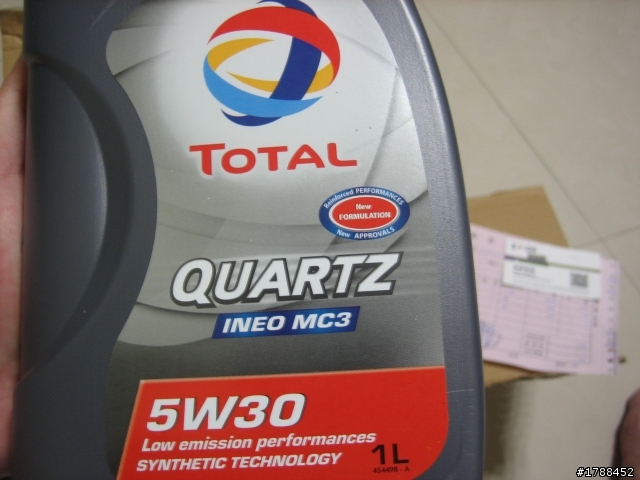 TOTAL
Reinforced PERFORMANCES
New
FORMULATION
New APPROVALS
QUARTZ
INEO MC3
5W30
Low emission performances
SYNTHETIC TECHNOLOGY
1L
#1788452